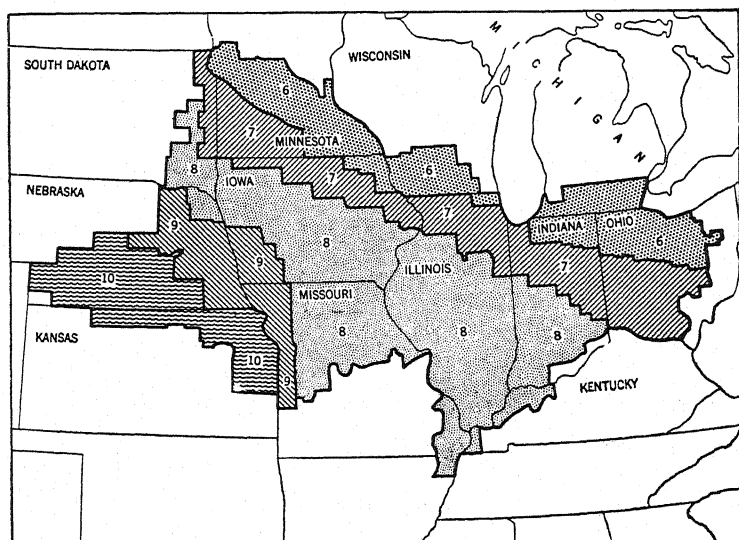 SOUTH DAKOTA
WISCONSIN
MICHIGAN
6
7
MINNESOTA
8
IOWA
7
6
NEBRASKA
9
7
INDIANA
OHIO
6
8
9
ILLINOIS
7
10
MISSOURI
KANSAS
8
8
8
10
9
KENTUCKY